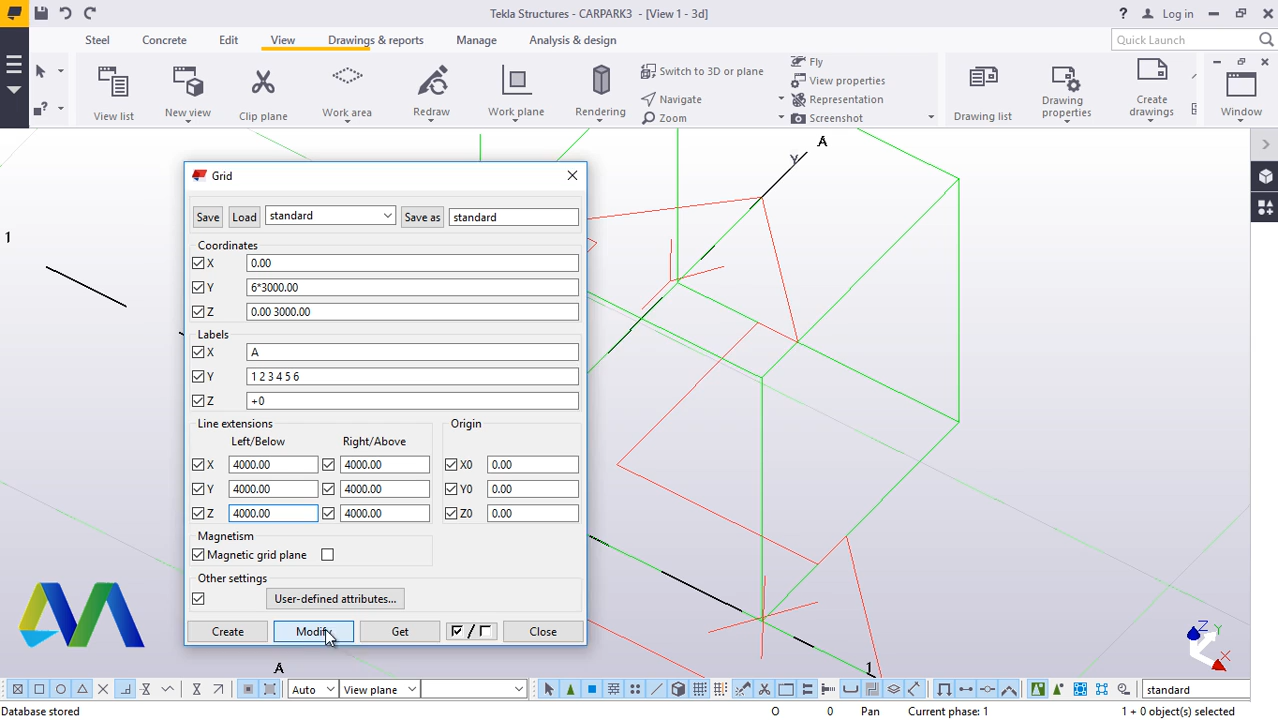 Tekla Structures - CARPARK3 - [View 1 - 3d]
? Log in
Steel Concrete Edit View Drawings & reports Manage Analysis & design
Quick Launch
View list
New view
Clip plane
Work area
Redraw
Work plane
Rendering
Switch to 3D or plane
Navigate
Zoom
Fly
View properties
Representation
Screenshot
Drawing list
Drawing properties
Create drawings
Window
A
Y
1
Grid
Save Load standard Save as standard
Coordinates
X 0.00
Y 6*3000.00
Z 0.00 3000.00
Labels
X A
Y 1 2 3 4 5 6
Z +0
Line extensions
Left/Below Right/Above
X 4000.00 4000.00
Y 4000.00 4000.00
Z 4000.00 4000.00
Origin
X0 0.00
Y0 0.00
Z0 0.00
Magnetism
Magnetic grid plane
Other settings
User-defined attributes...
Create Modify Get / Close
A
1
Z Y
X
Auto View plane standard
Database stored O 0 Pan Current phase: 1 1 + 0 object(s) selected